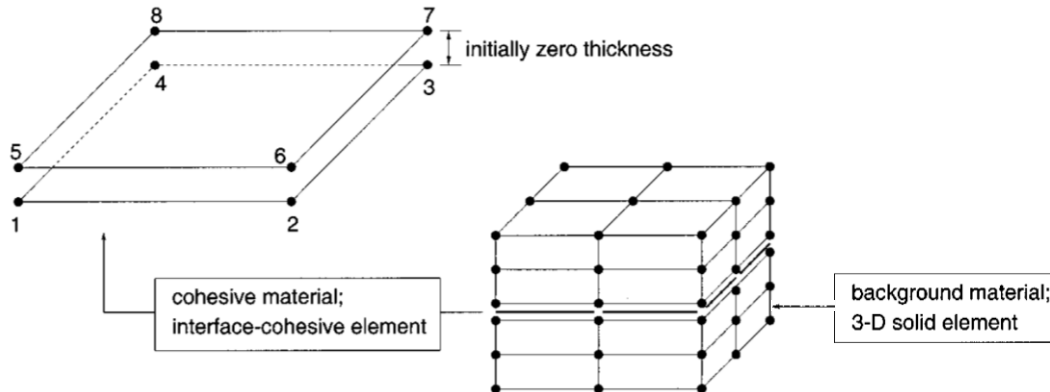 8
7
initially zero thickness
4
3
5
6
1
2
cohesive material;
interface-cohesive element
background material;
3-D solid element